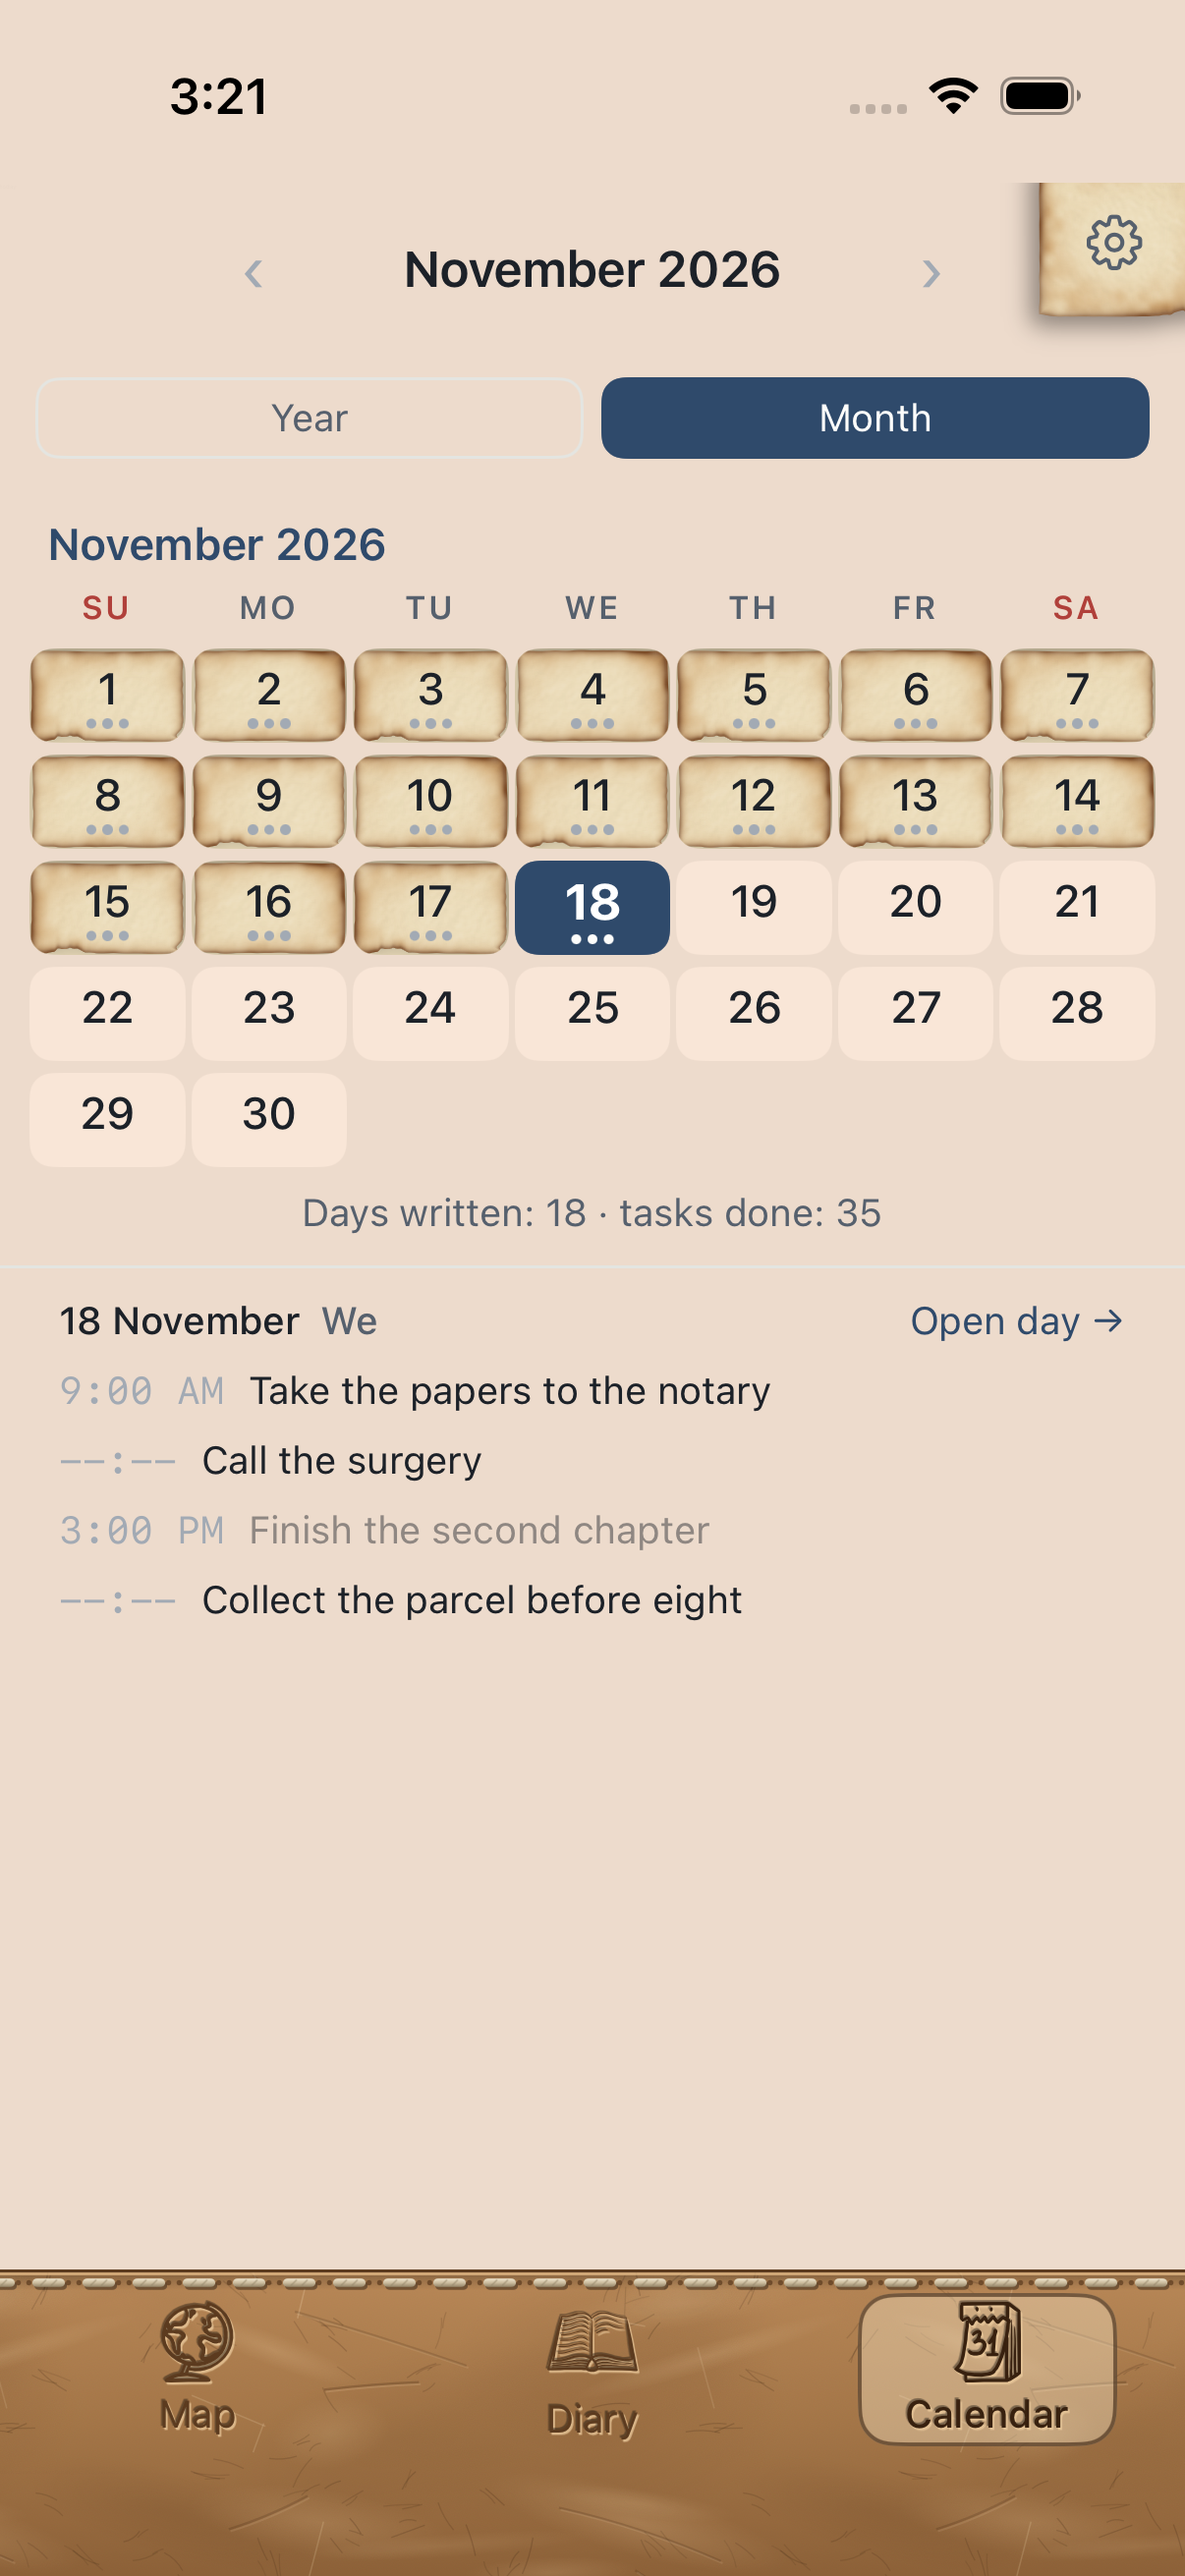 3:21
‹ November 2026 ›
Year Month
November 2026
SU MO TU WE TH FR SA
1 2 3 4 5 6 7
8 9 10 11 12 13 14
15 16 17 18 19 20 21
22 23 24 25 26 27 28
29 30
Days written: 18 · tasks done: 35
18 November We Open day →
9:00 AM Take the papers to the notary
--:-- Call the surgery
3:00 PM Finish the second chapter
--:-- Collect the parcel before eight
31
Map Diary Calendar